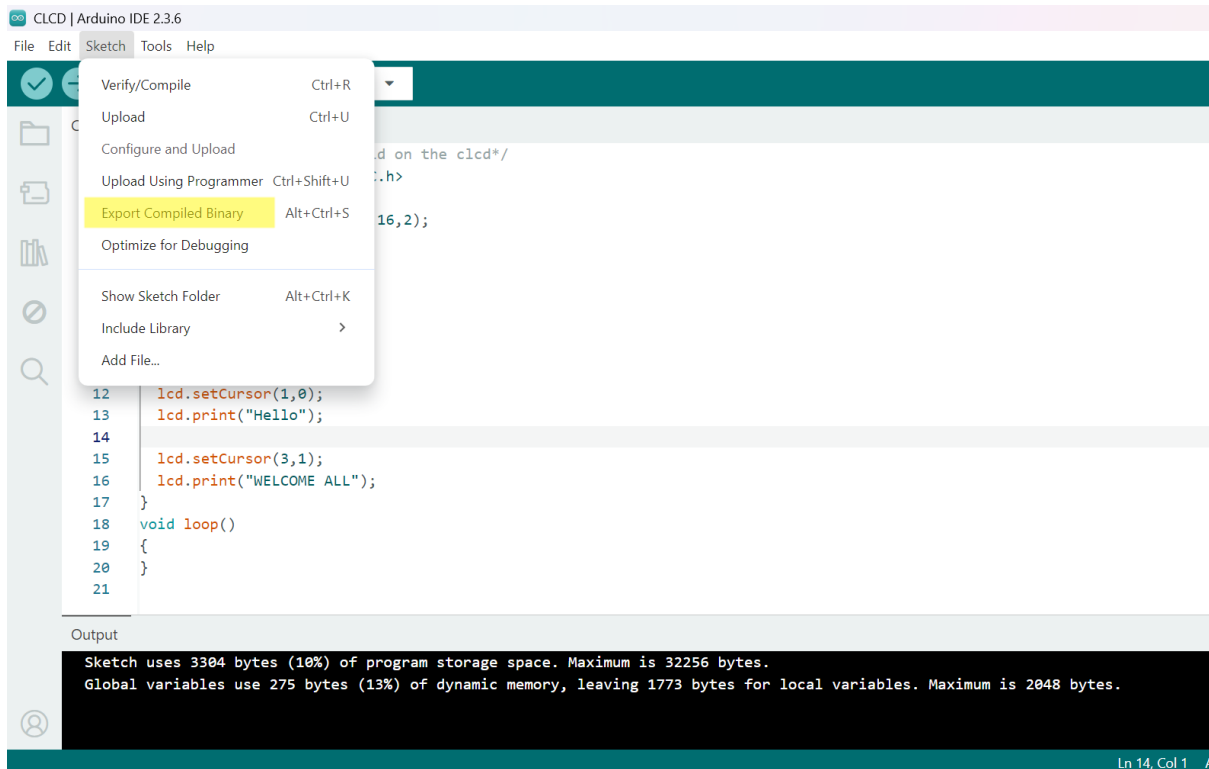 CLCD | Arduino IDE 2.3.6
File Edit Sketch Tools Help
Verify/Compile Ctrl+R
Upload Ctrl+U
Configure and Upload
Upload Using Programmer Ctrl+Shift+U
Export Compiled Binary Alt+Ctrl+S
Optimize for Debugging
Show Sketch Folder Alt+Ctrl+K
Include Library
Add File...
on the clcd*/
.h>
16,2);
12 lcd.setCursor(1,0);
13 lcd.print("Hello");
14
15 lcd.setCursor(3,1);
16 lcd.print("WELCOME ALL");
17 }
18 void loop()
19 {
20 }
21
Output
Sketch uses 3304 bytes (10%) of program storage space. Maximum is 32256 bytes.
Global variables use 275 bytes (13%) of dynamic memory, leaving 1773 bytes for local variables. Maximum is 2048 bytes.
Ln 14, Col 1